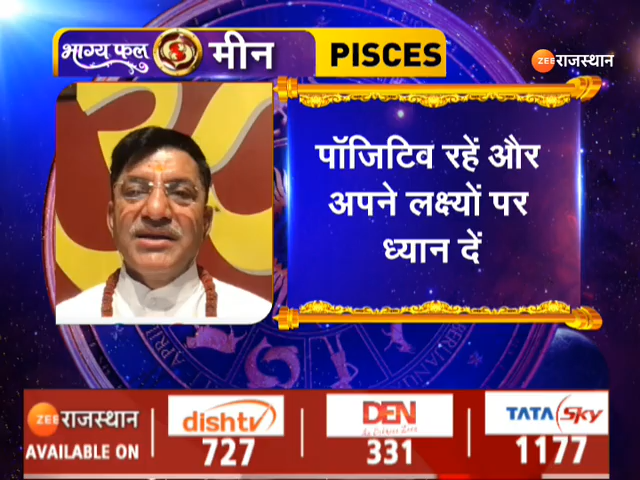 भाग्य फल मीन PISCES
ZEE राजस्थान
पॉजिटिव रहें और
अपने लक्ष्यों पर
ध्यान दें
APRIL
ZEE राजस्थान
AVAILABLE ON
dishtv
727
DEN
331
TATA Sky
1177